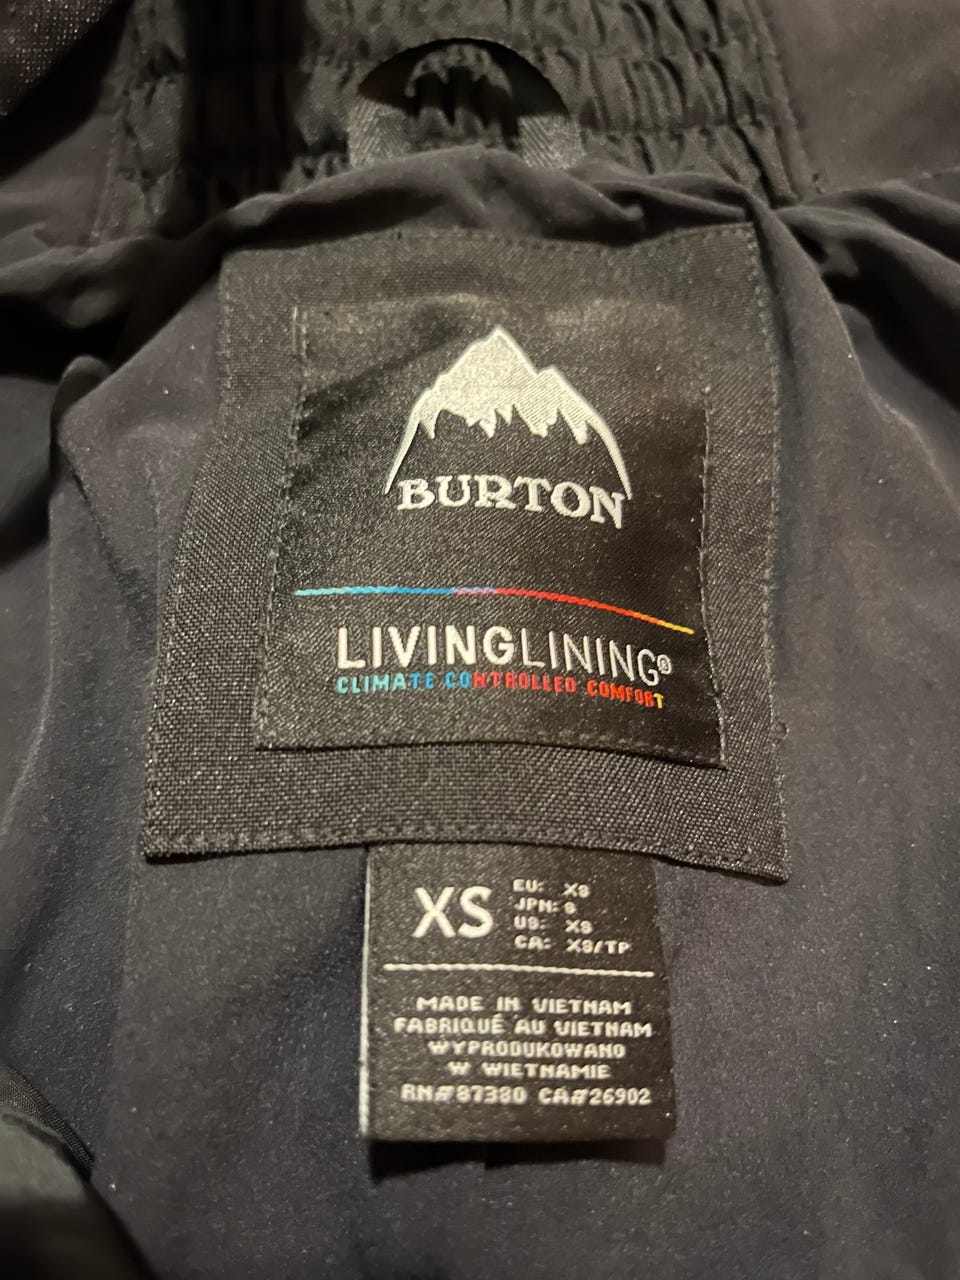 BURTON
LIVINGLINING®
CLIMATE CONTROLLED COMFORT
XS
EU: XS
JPN: S
US: XS
CA: XS/TP
MADE IN VIETNAM
FABRIQUÉ AU VIETNAM
WYPRODUKOWANO
W WIETNAMIE
RN#87380 CA#26902